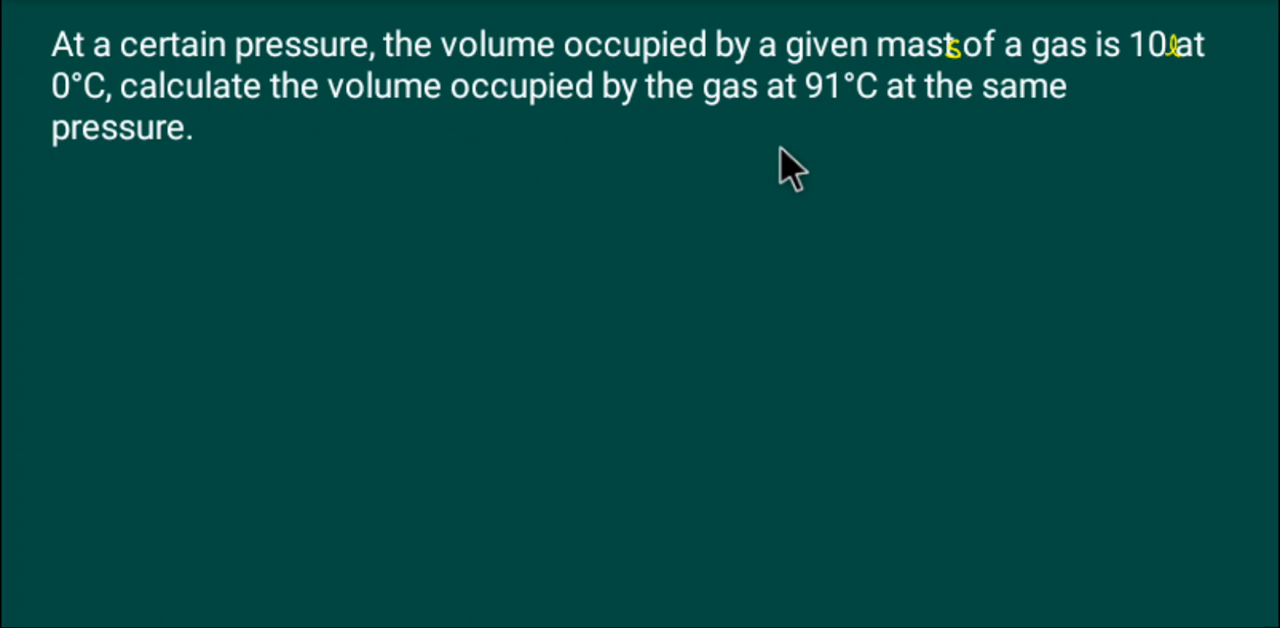 At a certain pressure, the volume occupied by a given mass of a gas is 10l at
0°C, calculate the volume occupied by the gas at 91°C at the same
pressure.